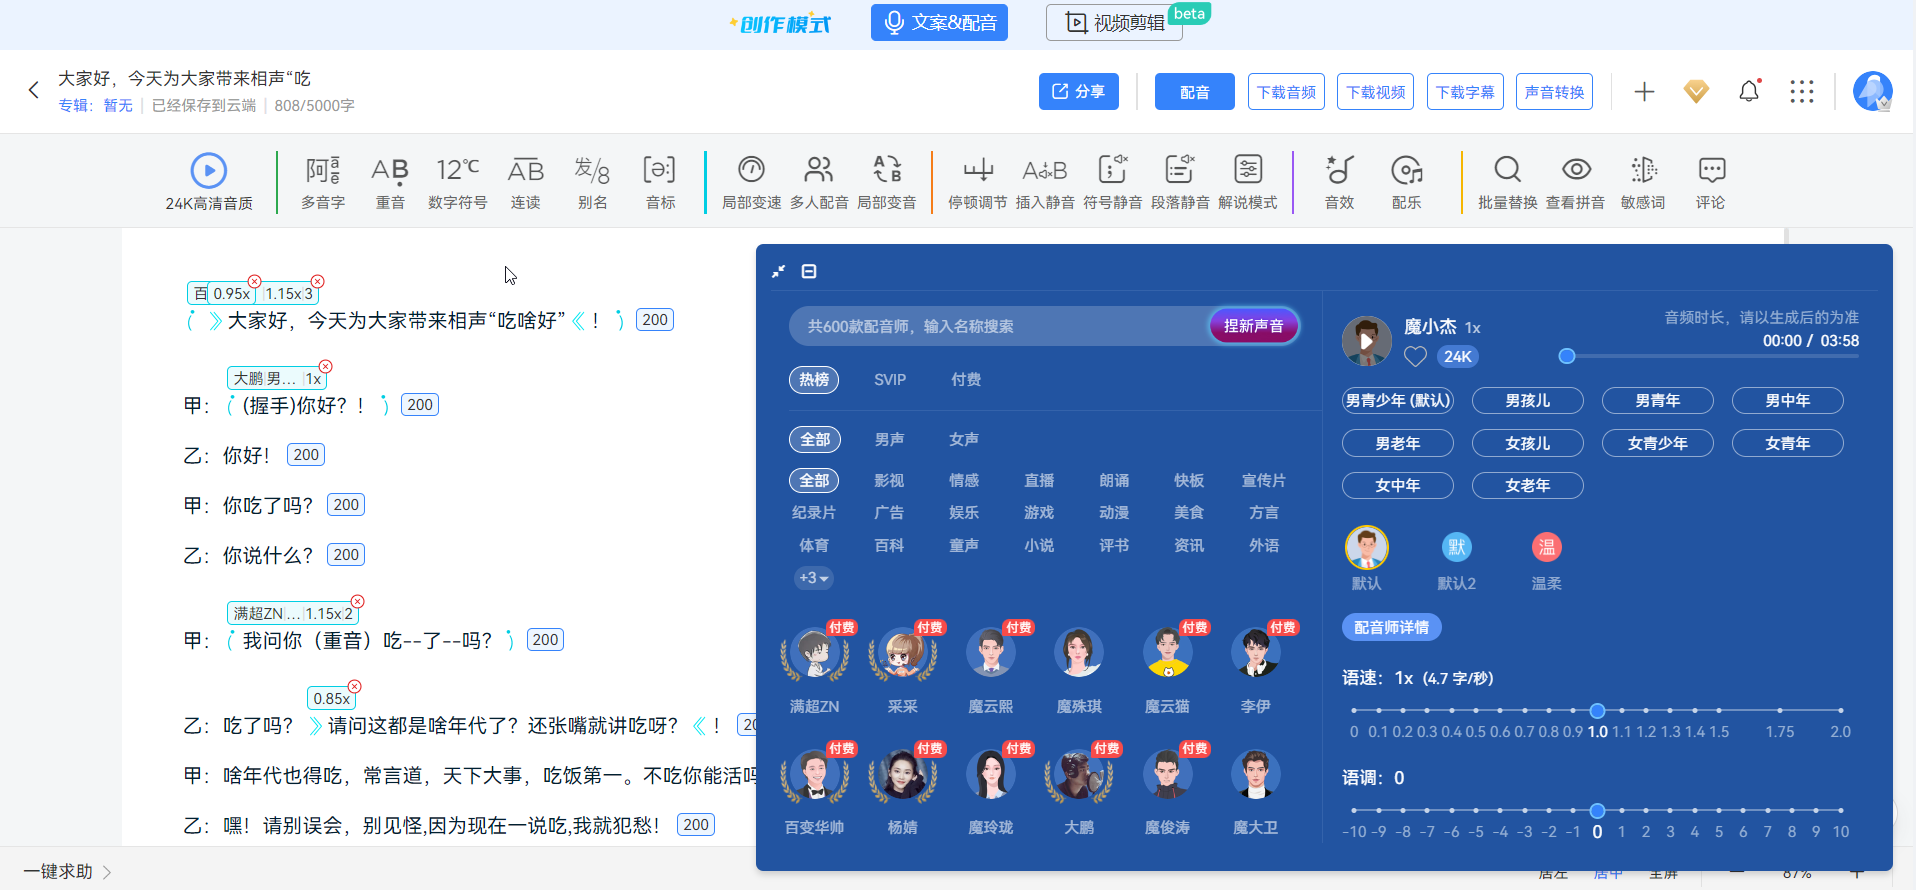 创作模式 文案&配音 视频剪辑 beta
大家好，今天为大家带来相声“吃
专辑：暂无 已经保存到云端 808/5000字
分享 配音 下载音频 下载视频 下载字幕 声音转换
阿 āá ě AB 12℃ AB 发/8 [ə:] A B A B
24K高清音质 多音字 重音 数字符号 连读 别名 音标 局部变速 多人配音 局部变音 停顿调节 插入静音 符号静音 段落静音 解说模式 音效 配乐 批量替换 查看拼音 敏感词 评论
百 0.95x 1.15x 3
( 》大家好，今天为大家带来相声“吃啥好”《 ！ ) 200
大鹏 男... 1x
甲：( (握手)你好？！ ) 200
乙：你好！ 200
甲：你吃了吗？ 200
乙：你说什么？ 200
满超ZN ... 1.15x 2
甲：( 我问你（重音）吃--了--吗？ ) 200
0.85x
乙：吃了吗？ 》请问这都是啥年代了？还张嘴就讲吃呀？《 ！ 20
甲：啥年代也得吃，常言道，天下大事，吃饭第一。不吃你能活吗
乙：嘿！请别误会，别见怪,因为现在一说吃,我就犯愁！ 200
共600款配音师，输入名称搜索 捏新声音
热榜 SVIP 付费
全部 男声 女声
全部 影视 情感 直播 朗诵 快板 宣传片
纪录片 广告 娱乐 游戏 动漫 美食 方言
体育 百科 童声 小说 评书 资讯 外语
+3
付费 付费 付费 付费 付费
满超ZN 采采 魔云熙 魔殊琪 魔云猫 李伊
付费 付费 付费 付费 付费
百变华帅 杨婧 魔玲珑 大鹏 魔俊涛 魔大卫
魔小杰 1x
24K
音频时长，请以生成后的为准
00:00 / 03:58
男青少年 (默认) 男孩儿 男青年 男中年
男老年 女孩儿 女青少年 女青年
女中年 女老年
默 温
默认 默认2 温柔
配音师详情
语速：1x (4.7 字/秒)
0 0.1 0.2 0.3 0.4 0.5 0.6 0.7 0.8 0.9 1.0 1.1 1.2 1.3 1.4 1.5 1.75 2.0
语调：0
-10 -9 -8 -7 -6 -5 -4 -3 -2 -1 0 1 2 3 4 5 6 7 8 9 10
一键求助 居左 居中 全屏 87%